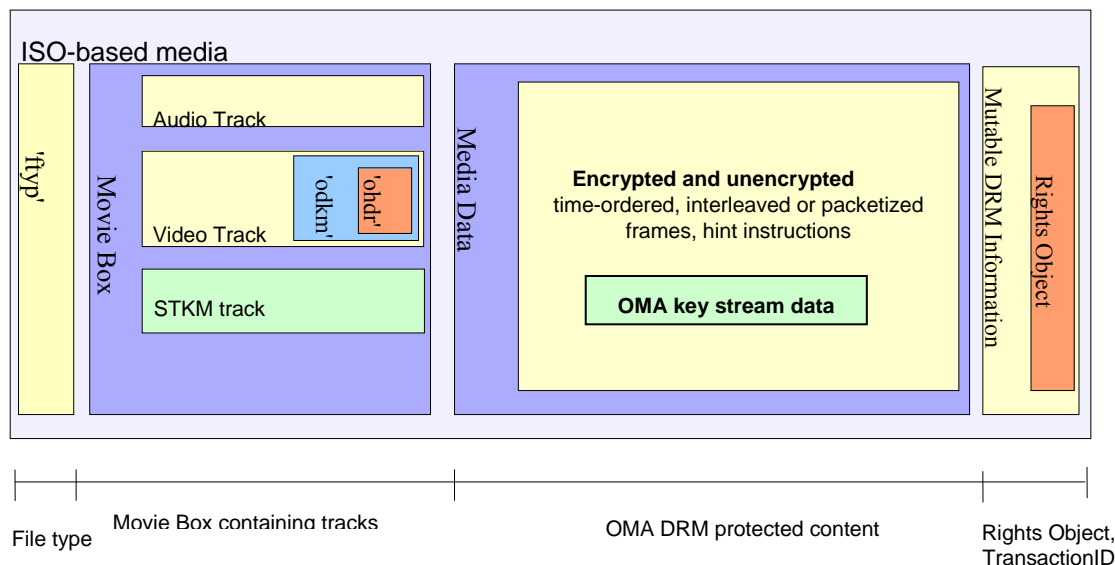 ISO-based media
'ftyp'
Movie Box
Audio Track
Video Track
'odkm'
'ohdr'
STKM track
Media Data
Encrypted and unencrypted
time-ordered, interleaved or packetized
frames, hint instructions
OMA key stream data
Mutable DRM Information
Rights Object
File type
Movie Box containing tracks
OMA DRM protected content
Rights Object,
TransactionID